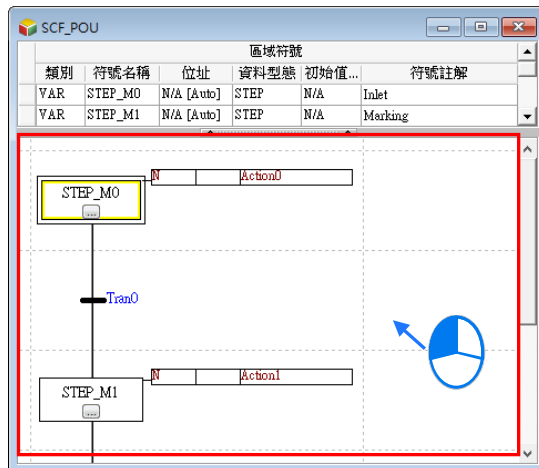 SCF_POU
區域符號
類別 符號名稱 位址 資料型態 初始值... 符號註解
VAR STEP_M0 N/A [Auto] STEP N/A Inlet
VAR STEP_M1 N/A [Auto] STEP N/A Marking
N Action0
STEP_M0
...
Tran0
N Action1
STEP_M1
...